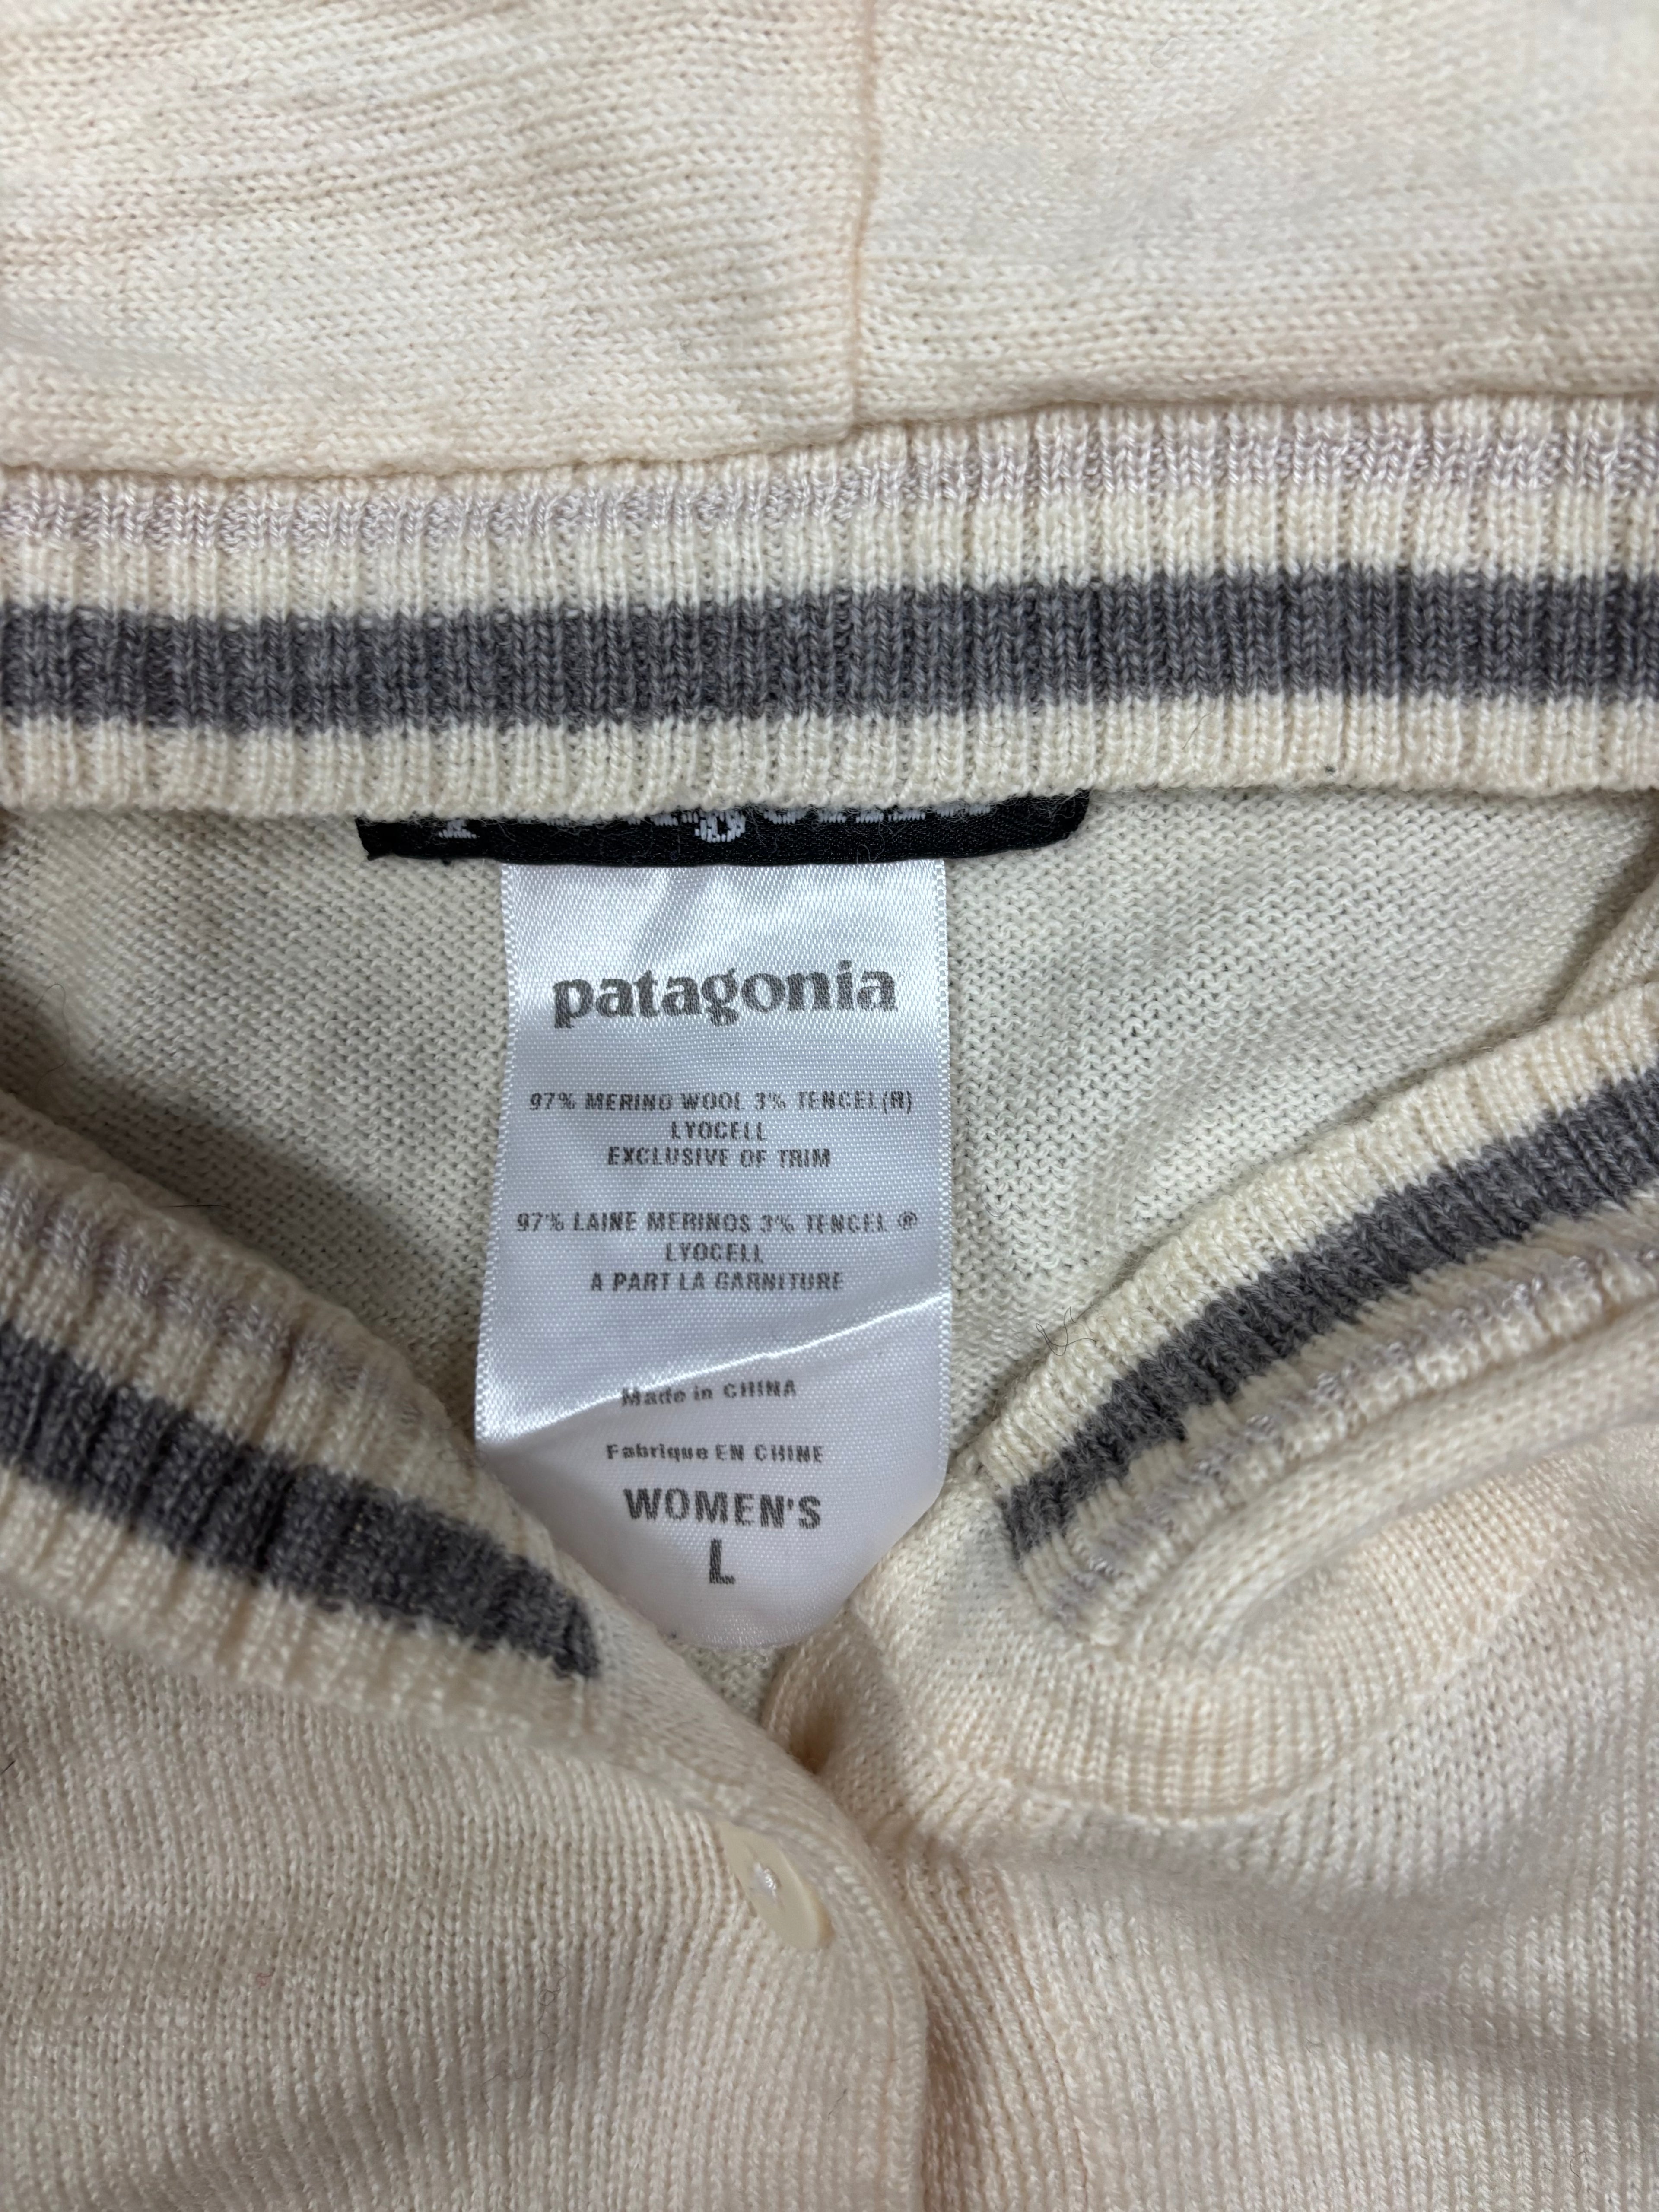 patagonia
97% MERINO WOOL 3% TENCEL(R)
LYOCELL
EXCLUSIVE OF TRIM
97% LAINE MERINOS 3% TENCEL ®
LYOCELL
A PART LA GARNITURE
Made in CHINA
Fabrique EN CHINE
WOMEN'S
L